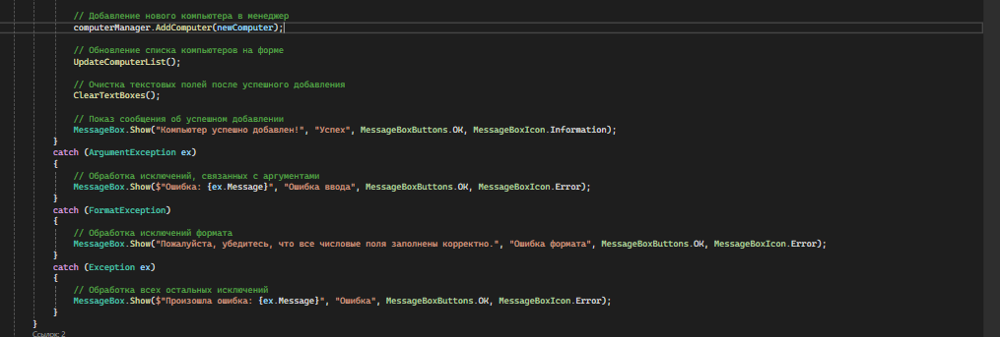 // Добавление нового компьютера в менеджер
computerManager.AddComputer(newComputer);
// Обновление списка компьютеров на форме
UpdateComputerList();
// Очистка текстовых полей после успешного добавления
ClearTextBoxes();
// Показ сообщения об успешном добавлении
MessageBox.Show("Компьютер успешно добавлен!", "Успех", MessageBoxButtons.OK, MessageBoxIcon.Information);
}
catch (ArgumentException ex)
{
// Обработка исключений, связанных с аргументами
MessageBox.Show($"Ошибка: {ex.Message}", "Ошибка ввода", MessageBoxButtons.OK, MessageBoxIcon.Error);
}
catch (FormatException)
{
// Обработка исключений формата
MessageBox.Show("Пожалуйста, убедитесь, что все числовые поля заполнены корректно.", "Ошибка формата", MessageBoxButtons.OK, MessageBoxIcon.Error);
}
catch (Exception ex)
{
// Обработка всех остальных исключений
MessageBox.Show($"Произошла ошибка: {ex.Message}", "Ошибка", MessageBoxButtons.OK, MessageBoxIcon.Error);
}
}
Ссылок: 2